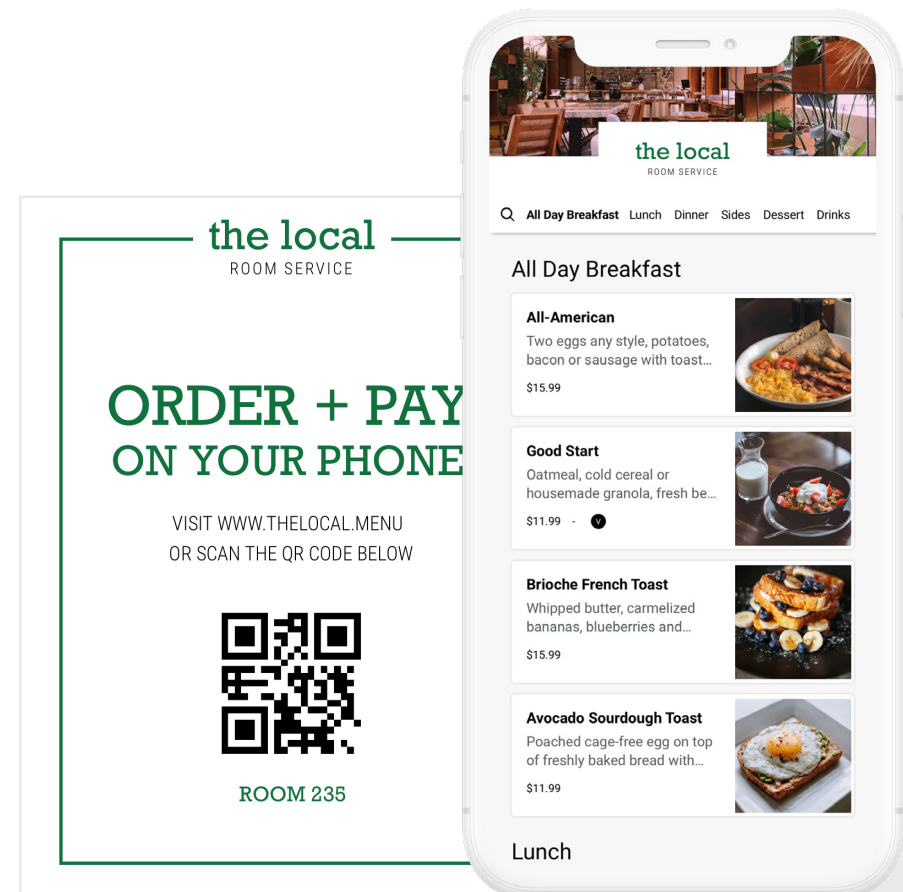 the local
ROOM SERVICE
ORDER + PAY
ON YOUR PHONE
VISIT WWW.THELOCAL.MENU
OR SCAN THE QR CODE BELOW
ROOM 235
the local
ROOM SERVICE
All Day Breakfast Lunch Dinner Sides Dessert Drinks
All Day Breakfast
All-American
Two eggs any style, potatoes,
bacon or sausage with toast...
$15.99
Good Start
Oatmeal, cold cereal or
housemade granola, fresh be...
$11.99 - V
Brioche French Toast
Whipped butter, carmelized
bananas, blueberries and...
$15.99
Avocado Sourdough Toast
Poached cage-free egg on top
of freshly baked bread with...
$11.99
Lunch